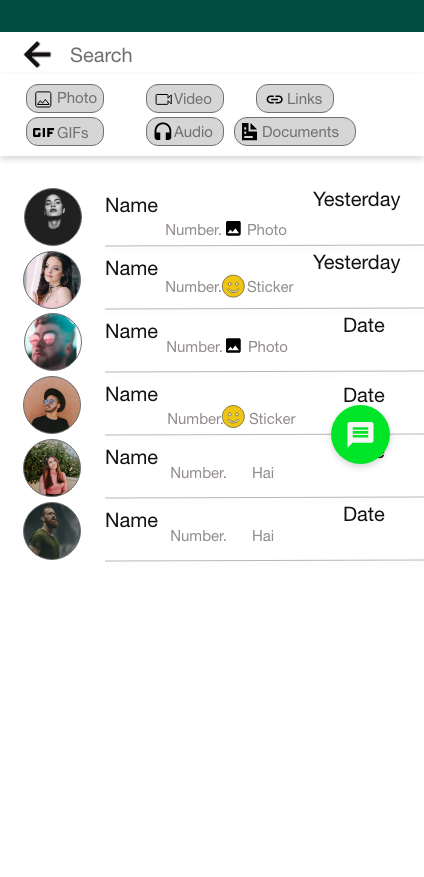 Search
Photo Video Links
GIF GIFs Audio Documents
Name Yesterday
Number. Photo
Name Yesterday
Number. Sticker
Name Date
Number. Photo
Name Date
Number. Sticker
Name
Number. Hai
Name Date
Number. Hai